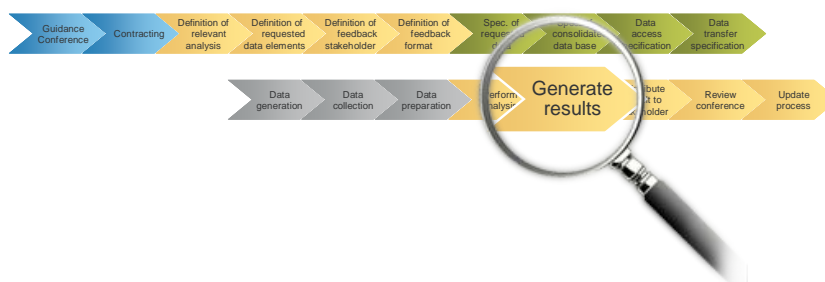 Guidance
Conference
Contracting
Definition of
relevant
analysis
Definition of
requested
data elements
Definition of
feedback
stakeholder
Definition of
feedback
format
Spec. of
data
consolidate
data base
Data
access
Data
transfer
specification
Data
generation
Data
collection
Data
preparation
Generate
results
to
Review
conference
Update
process